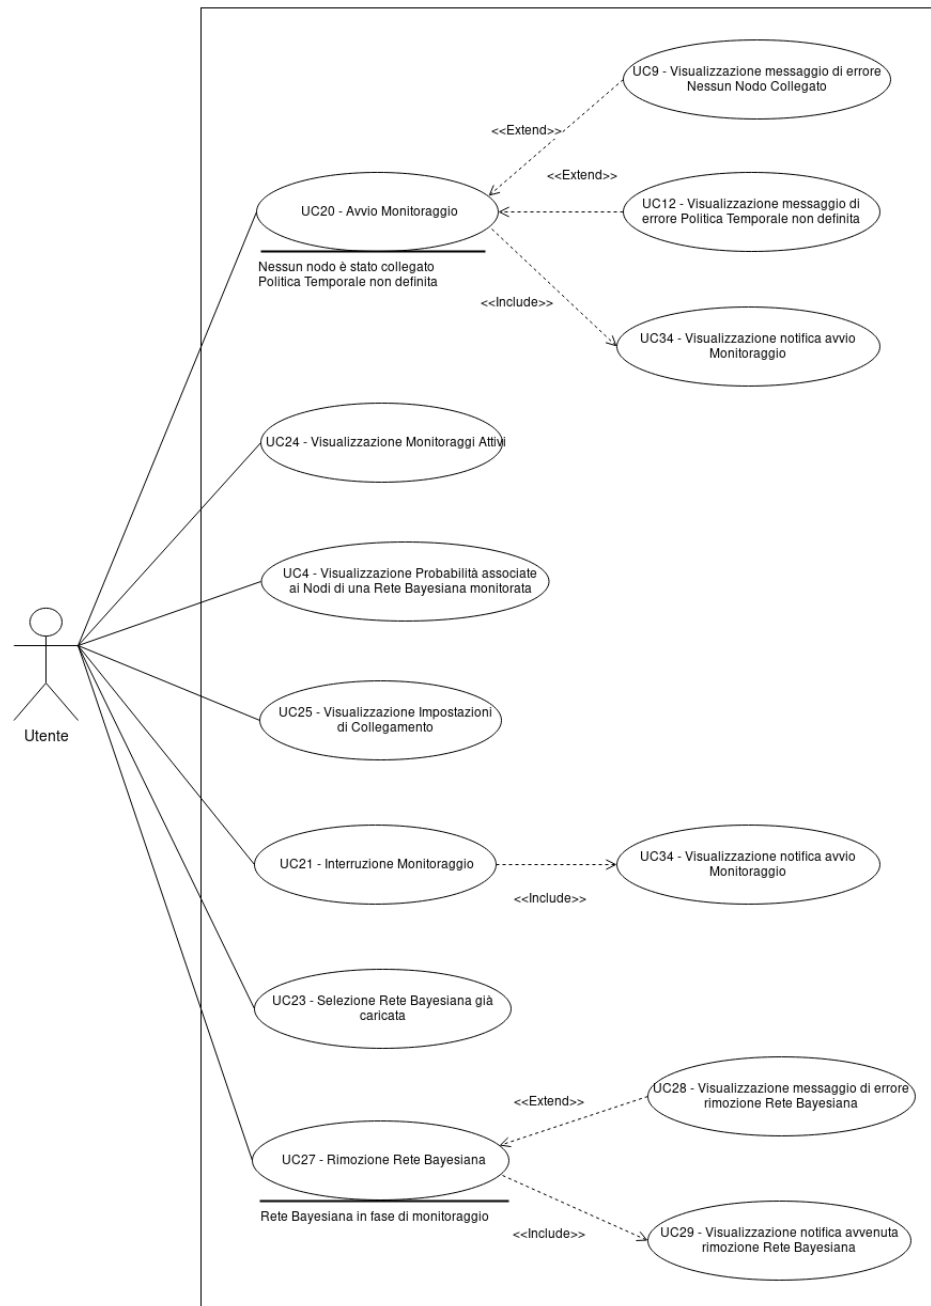 UC9 - Visualizzazione messaggio di errore
Nessun Nodo Collegato
<<Extend>>
<<Extend>>
UC12 - Visualizzazione messaggio di
errore Politica Temporale non definita
UC20 - Avvio Monitoraggio
Nessun nodo è stato collegato
Politica Temporale non definita
<<Include>>
UC34 - Visualizzazione notifica avvio
Monitoraggio
UC24 - Visualizzazione Monitoraggi Attivi
UC4 - Visualizzazione Probabilità associate
ai Nodi di una Rete Bayesiana monitorata
UC25 - Visualizzazione Impostazioni
di Collegamento
Utente
UC21 - Interruzione Monitoraggio
<<Include>>
UC34 - Visualizzazione notifica avvio
Monitoraggio
UC23 - Selezione Rete Bayesiana già
caricata
<<Extend>>
UC28 - Visualizzazione messaggio di errore
rimozione Rete Bayesiana
UC27 - Rimozione Rete Bayesiana
Rete Bayesiana in fase di monitoraggio
<<Include>>
UC29 - Visualizzazione notifica avvenuta
rimozione Rete Bayesiana